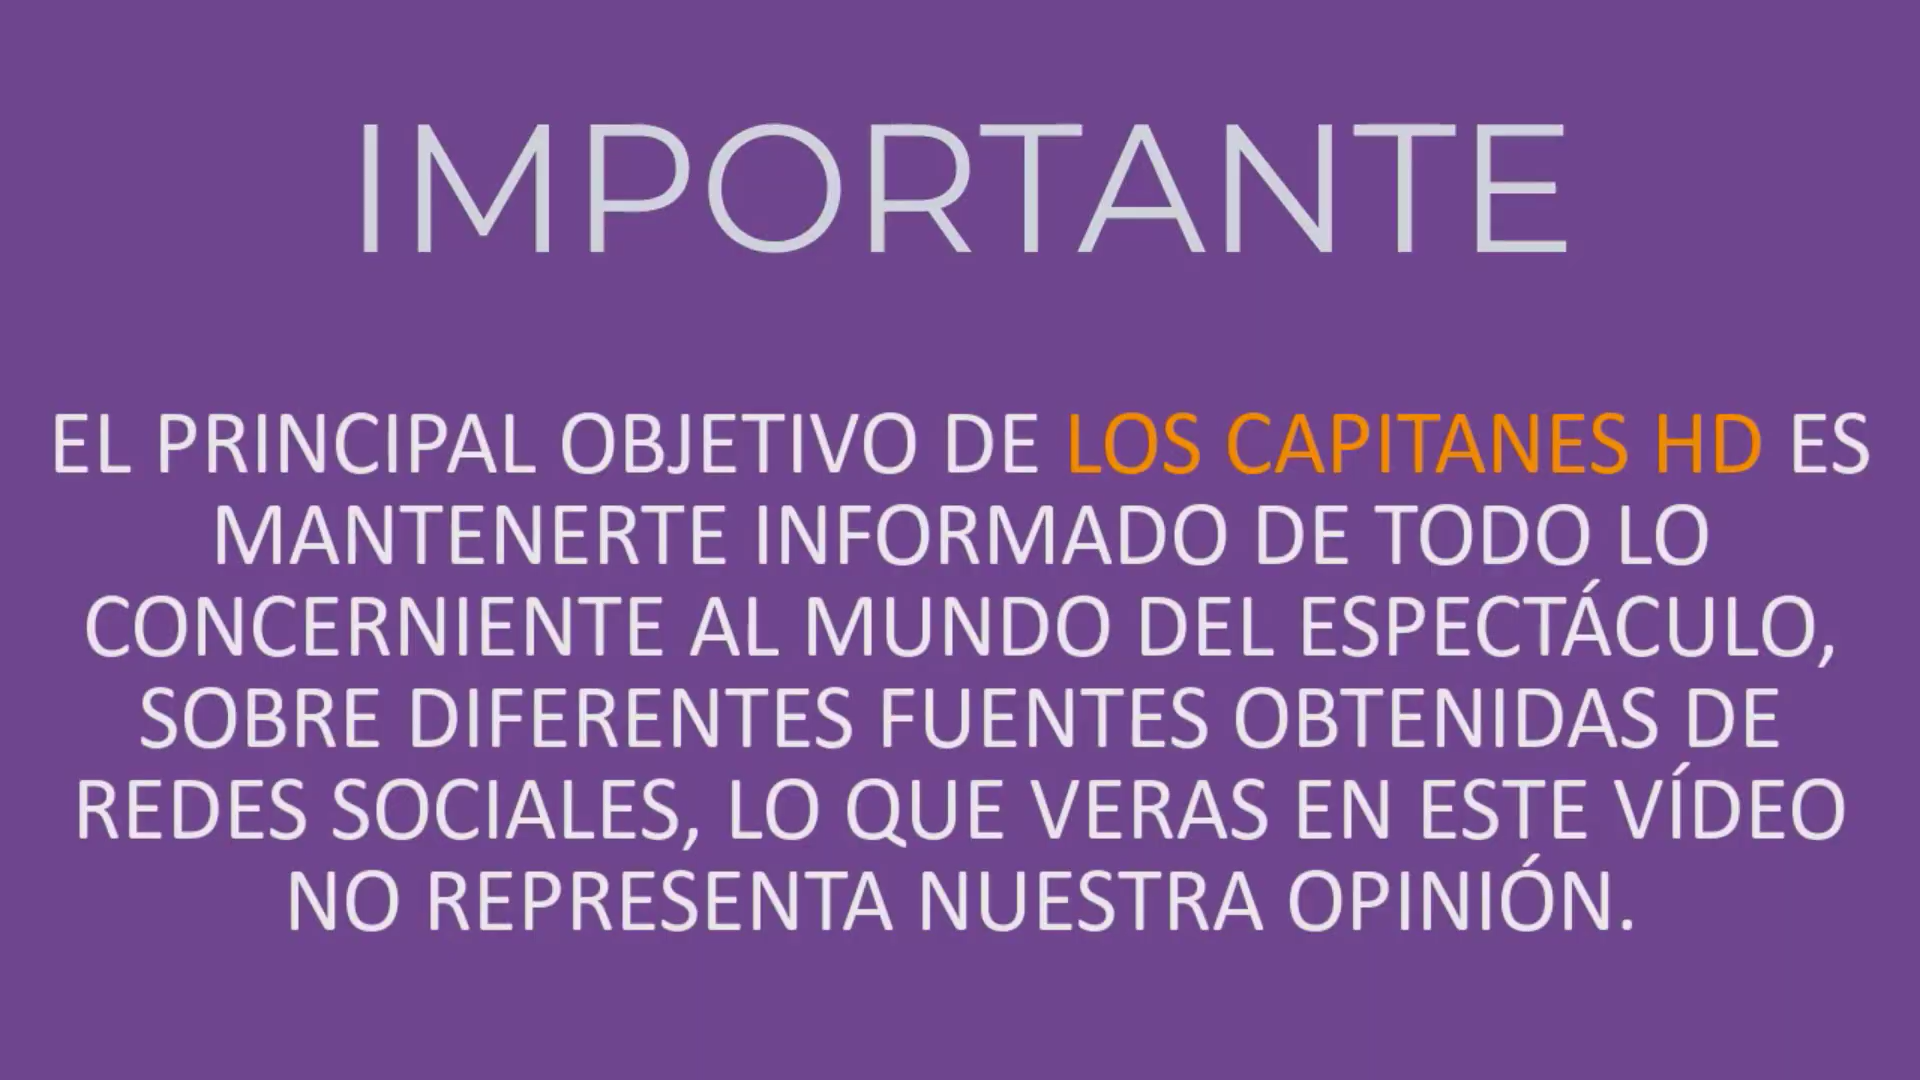 IMPORTANTE
EL PRINCIPAL OBJETIVO DE LOS CAPITANES HD ES
MANTENERTE INFORMADO DE TODO LO
CONCERNIENTE AL MUNDO DEL ESPECTÁCULO,
SOBRE DIFERENTES FUENTES OBTENIDAS DE
REDES SOCIALES, LO QUE VERAS EN ESTE VÍDEO
NO REPRESENTA NUESTRA OPINIÓN.